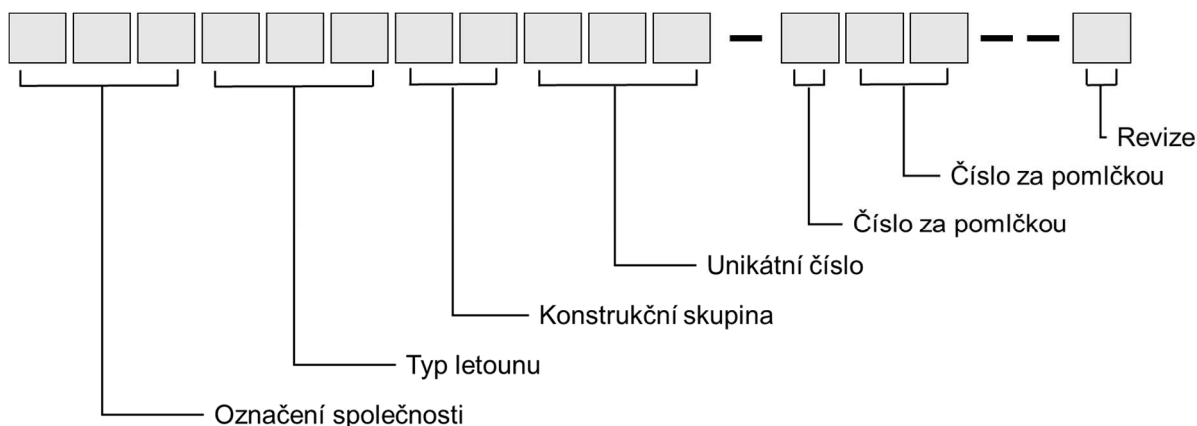 Revize
Číslo za pomlčkou
Číslo za pomlčkou
Unikátní číslo
Konstrukční skupina
Typ letounu
Označení společnosti